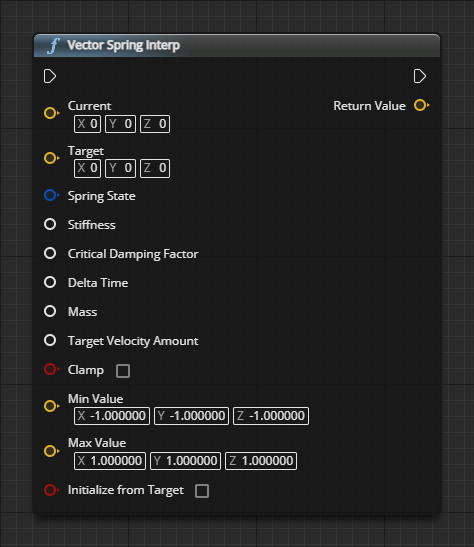 f Vector Spring Interp
Current
Return Value
X 0 Y 0 Z 0
Target
X 0 Y 0 Z 0
Spring State
Stiffness
Critical Damping Factor
Delta Time
Mass
Target Velocity Amount
Clamp
Min Value
X -1.000000 Y -1.000000 Z -1.000000
Max Value
X 1.000000 Y 1.000000 Z 1.000000
Initialize from Target